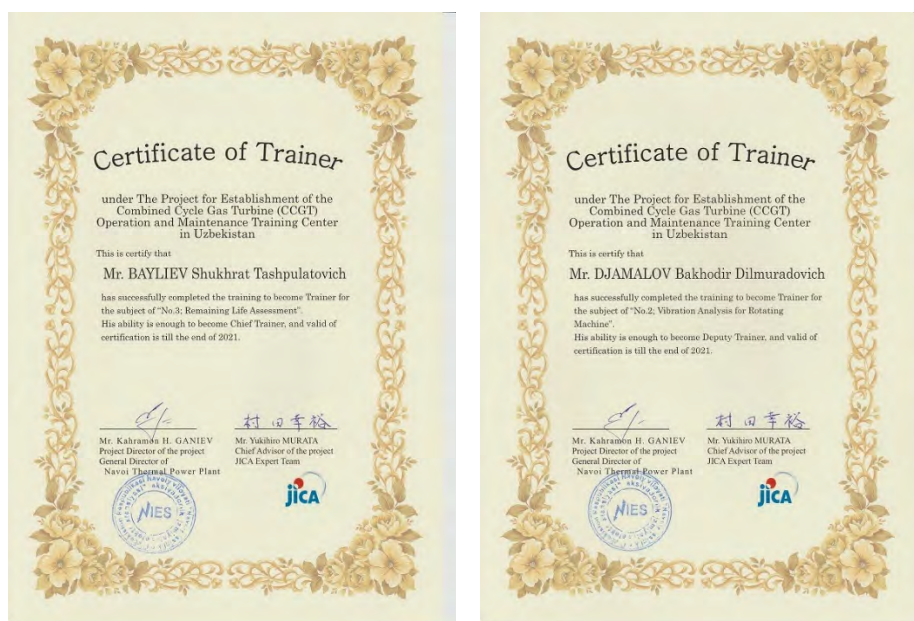 Certificate of Trainer
under The Project for Establishment of the
Combined Cycle Gas Turbine (CCGT)
Operation and Maintenance Training Center
in Uzbekistan
This is certify that
Mr. BAYLIEV Shukhrat Tashpulatovich
has successfully completed the training to become Trainer for
the subject of "No.3; Remaining Life Assessment".
His ability is enough to become Chief Trainer, and valid of
certification is till the end of 2021.
村田幸裕
Mr. Kahramon H. GANIEV
Project Director of the project
General Director of
Navoi Thermal Power Plant
Mr. Yukihiro MURATA
Chief Advisor of the project
JICA Expert Team
NIES
jICA
Certificate of Trainer
under The Project for Establishment of the
Combined Cycle Gas Turbine (CCGT)
Operation and Maintenance Training Center
in Uzbekistan
This is certify that
Mr. DJAMALOV Bakhodir Dilmuradovich
has successfully completed the training to become Trainer for
the subject of "No.2; Vibration Analysis for Rotating
Machine".
His ability is enough to become Deputy Trainer, and valid of
certification is till the end of 2021.
村田幸裕
Mr. Kahramon H. GANIEV
Project Director of the project
General Director of
Navoi Thermal Power Plant
Mr. Yukihiro MURATA
Chief Advisor of the project
JICA Expert Team
NIES
jICA